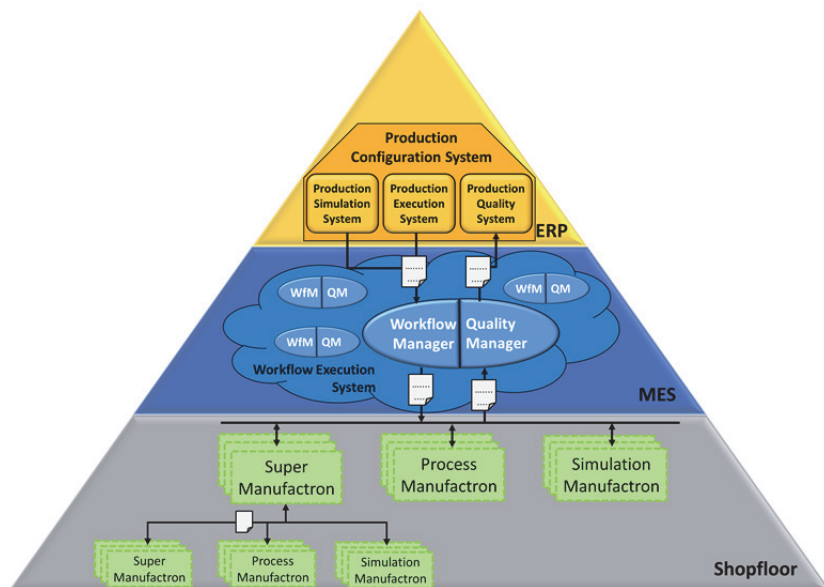 Production
Configuration System
Production
Simulation
System
Production
Execution
System
Production
Quality
System
ERP
WfM QM
WfM QM
WfM QM
Workflow
Manager
Quality
Manager
Workflow Execution
System
MES
Super
Manufactron
Process
Manufactron
Simulation
Manufactron
Super
Manufactron
Process
Manufactron
Simulation
Manufactron
Shopfloor